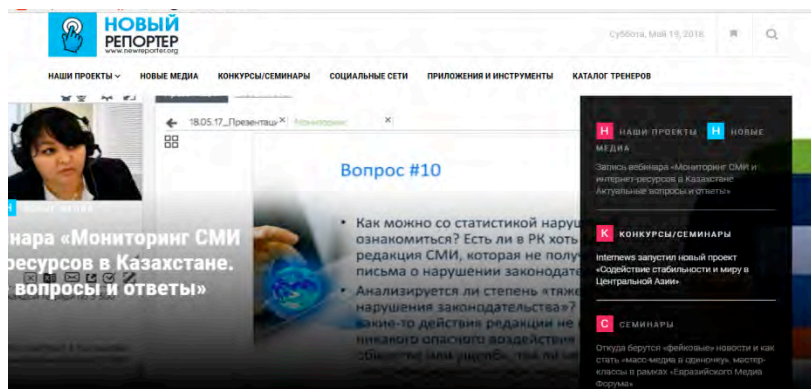 НОВЫЙ
РЕПОРТЕР
www.newreporter.org
Суббота, Май 19, 2018
НАШИ ПРОЕКТЫ
НОВЫЕ МЕДИА
КОНКУРСЫ/СЕМИНАРЫ
СОЦИАЛЬНЫЕ СЕТИ
ПРИЛОЖЕНИЯ И ИНСТРУМЕНТЫ
КАТАЛОГ ТРЕНЕРОВ
18.05.17_Презентац
Мониторинг
Вопрос #10
• Как можно со статистикой наруш
ознакомиться? Есть ли в РК хоть
редакция СМИ, которая не полу
письма о нарушении законодате
• Анализируется ли степень «тяже
нарушения законодательства»?
какие-то действия редакции не
никакого опасного воздействия
нара «Мониторинг СМИ
ресурсов в Казахстане.
вопросы и ответы»
Н НАШИ ПРОЕКТЫ Н НОВЫЕ
МЕДИА
Запись вебинара «Мониторинг СМИ и
интернет-ресурсов в Казахстане.
Актуальные вопросы и ответы»
К КОНКУРСЫ/СЕМИНАРЫ
Internews запустил новый проект
«Содействие стабильности и миру в
Центральной Азии»
С СЕМИНАРЫ
Откуда берутся «фейковые» новости и как
стать «масс-медиа в одиночку», мастер-
классы в рамках «Евразийского Медиа
Форума»